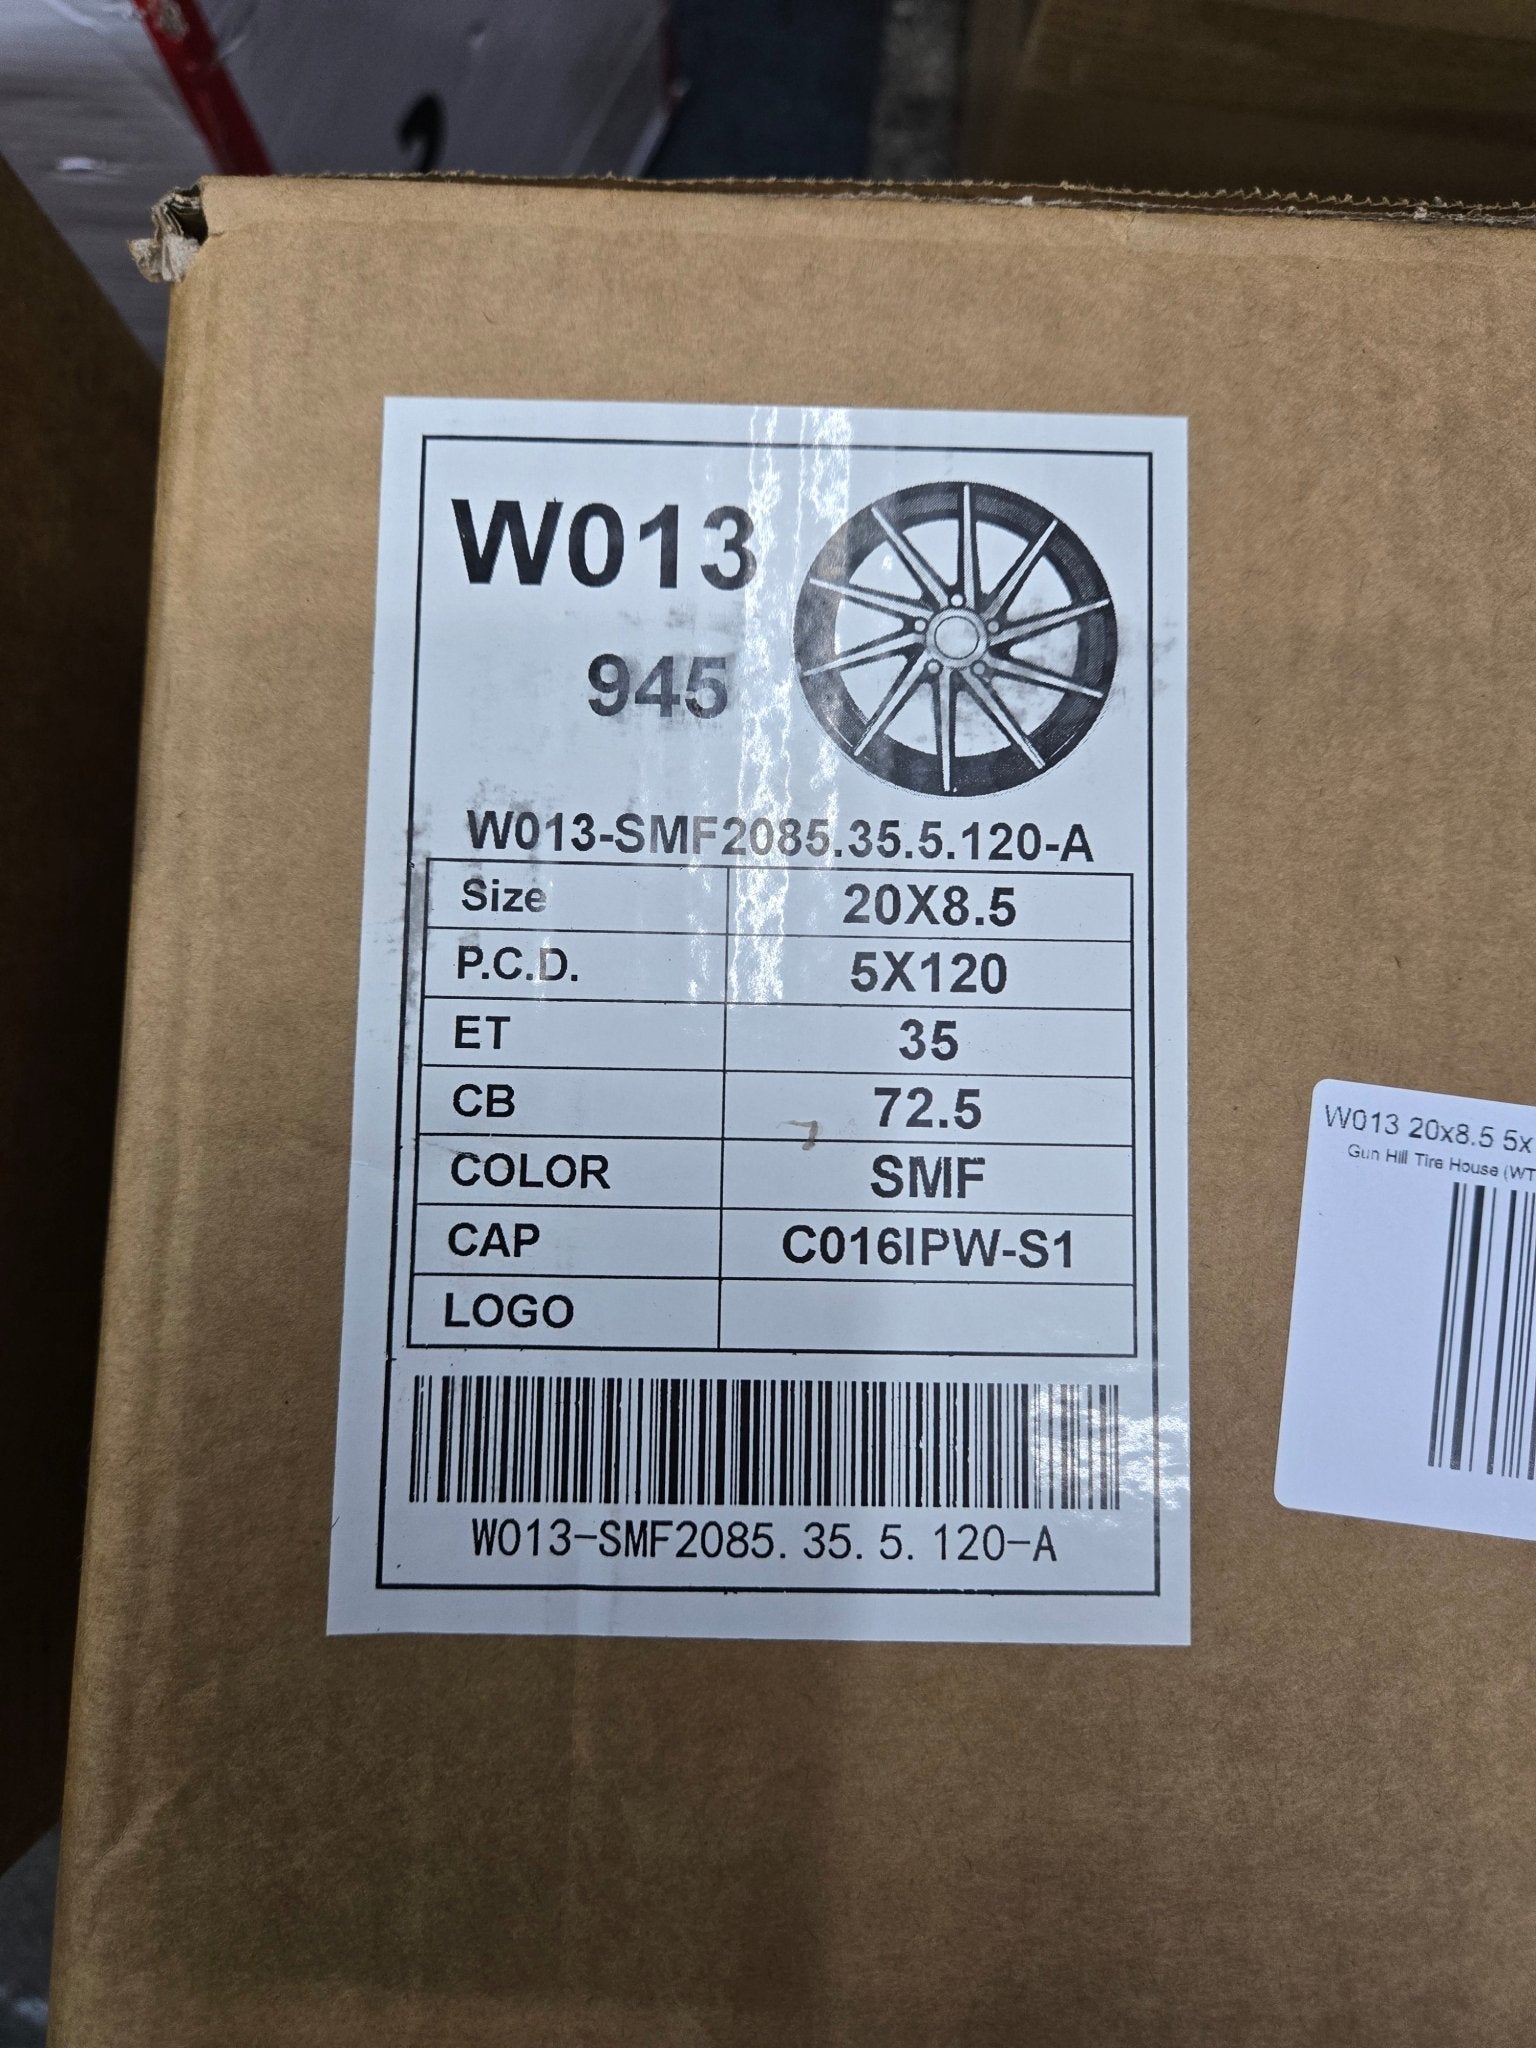 W013
945
W013-SMF2085.35.5.120-A
Size 20X8.5
P.C.D. 5X120
ET 35
CB 72.5
COLOR SMF
CAP C016IPW-S1
LOGO
W013-SMF2085.35.5.120-A
W013 20x8.5 5x
Gun Hill Tire House (WT